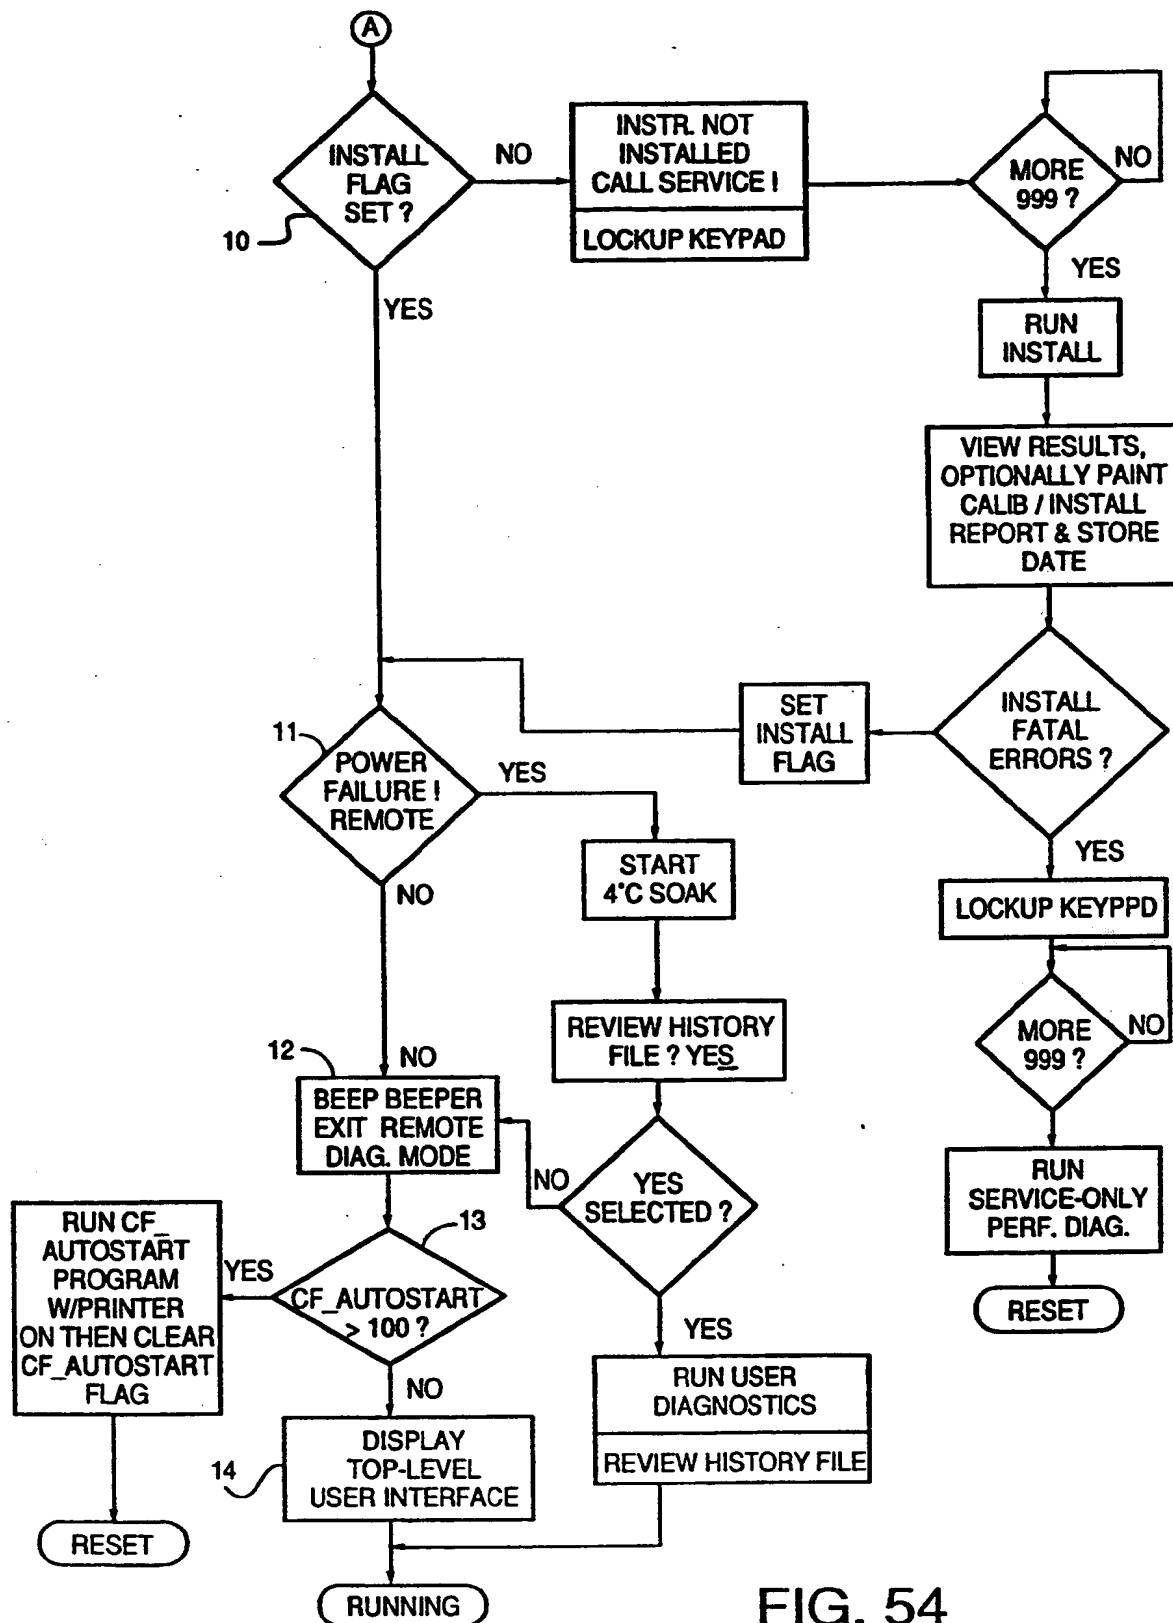 A
INSTALL
FLAG
SET ?
10
NO
INSTR. NOT
INSTALLED
CALL SERVICE !
LOCKUP KEYPAD
MORE
999 ?
NO
YES
RUN
INSTALL
VIEW RESULTS,
OPTIONALLY PAINT
CALIB / INSTALL
REPORT & STORE
DATE
INSTALL
FATAL
ERRORS ?
SET
INSTALL
FLAG
YES
LOCKUP KEYPPD
MORE
999 ?
NO
RUN
SERVICE-ONLY
PERF. DIAG.
RESET
YES
11
POWER
FAILURE !
REMOTE
YES
START
4°C SOAK
REVIEW HISTORY
FILE ? YES
YES
SELECTED ?
NO
YES
RUN USER
DIAGNOSTICS
REVIEW HISTORY FILE
NO
NO
12
BEEP BEEPER
EXIT REMOTE
DIAG. MODE
13
CF_AUTOSTART
> 100 ?
YES
RUN CF_
AUTOSTART
PROGRAM
W/PRINTER
ON THEN CLEAR
CF_AUTOSTART
FLAG
RESET
NO
14
DISPLAY
TOP-LEVEL
USER INTERFACE
RUNNING
FIG. 54